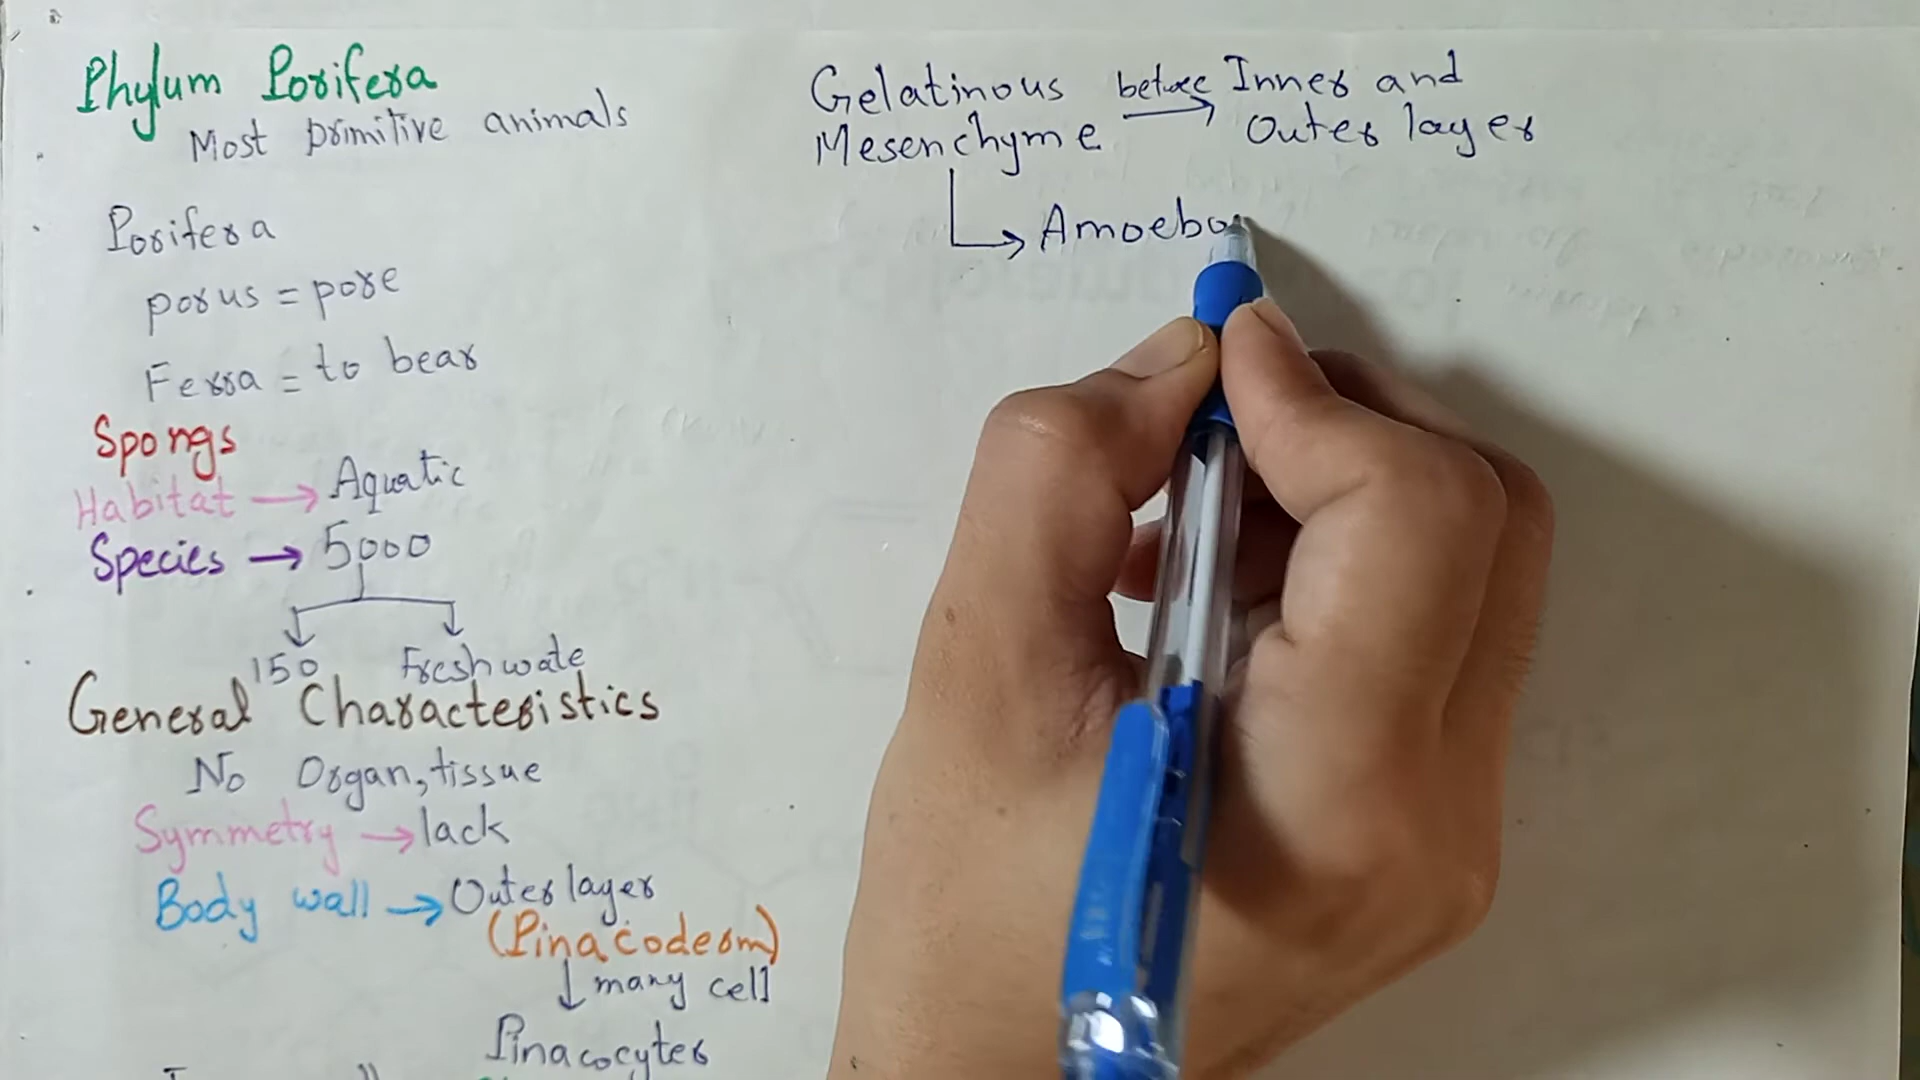 Phylum Porifera
Most primitive animals
Porifera
porus = pore
Ferra = to bear
Spongs
Habitat → Aquatic
Species → 5000
150 Freshwate
General Characteristics
No Organ, tissue
Symmetry → lack
Body wall → Outer layer
(Pinacoderm)
↓ many cell
Pinacocytes
Gelatinous
Mesenchyme → Inner and
Outer layer
Amoebo